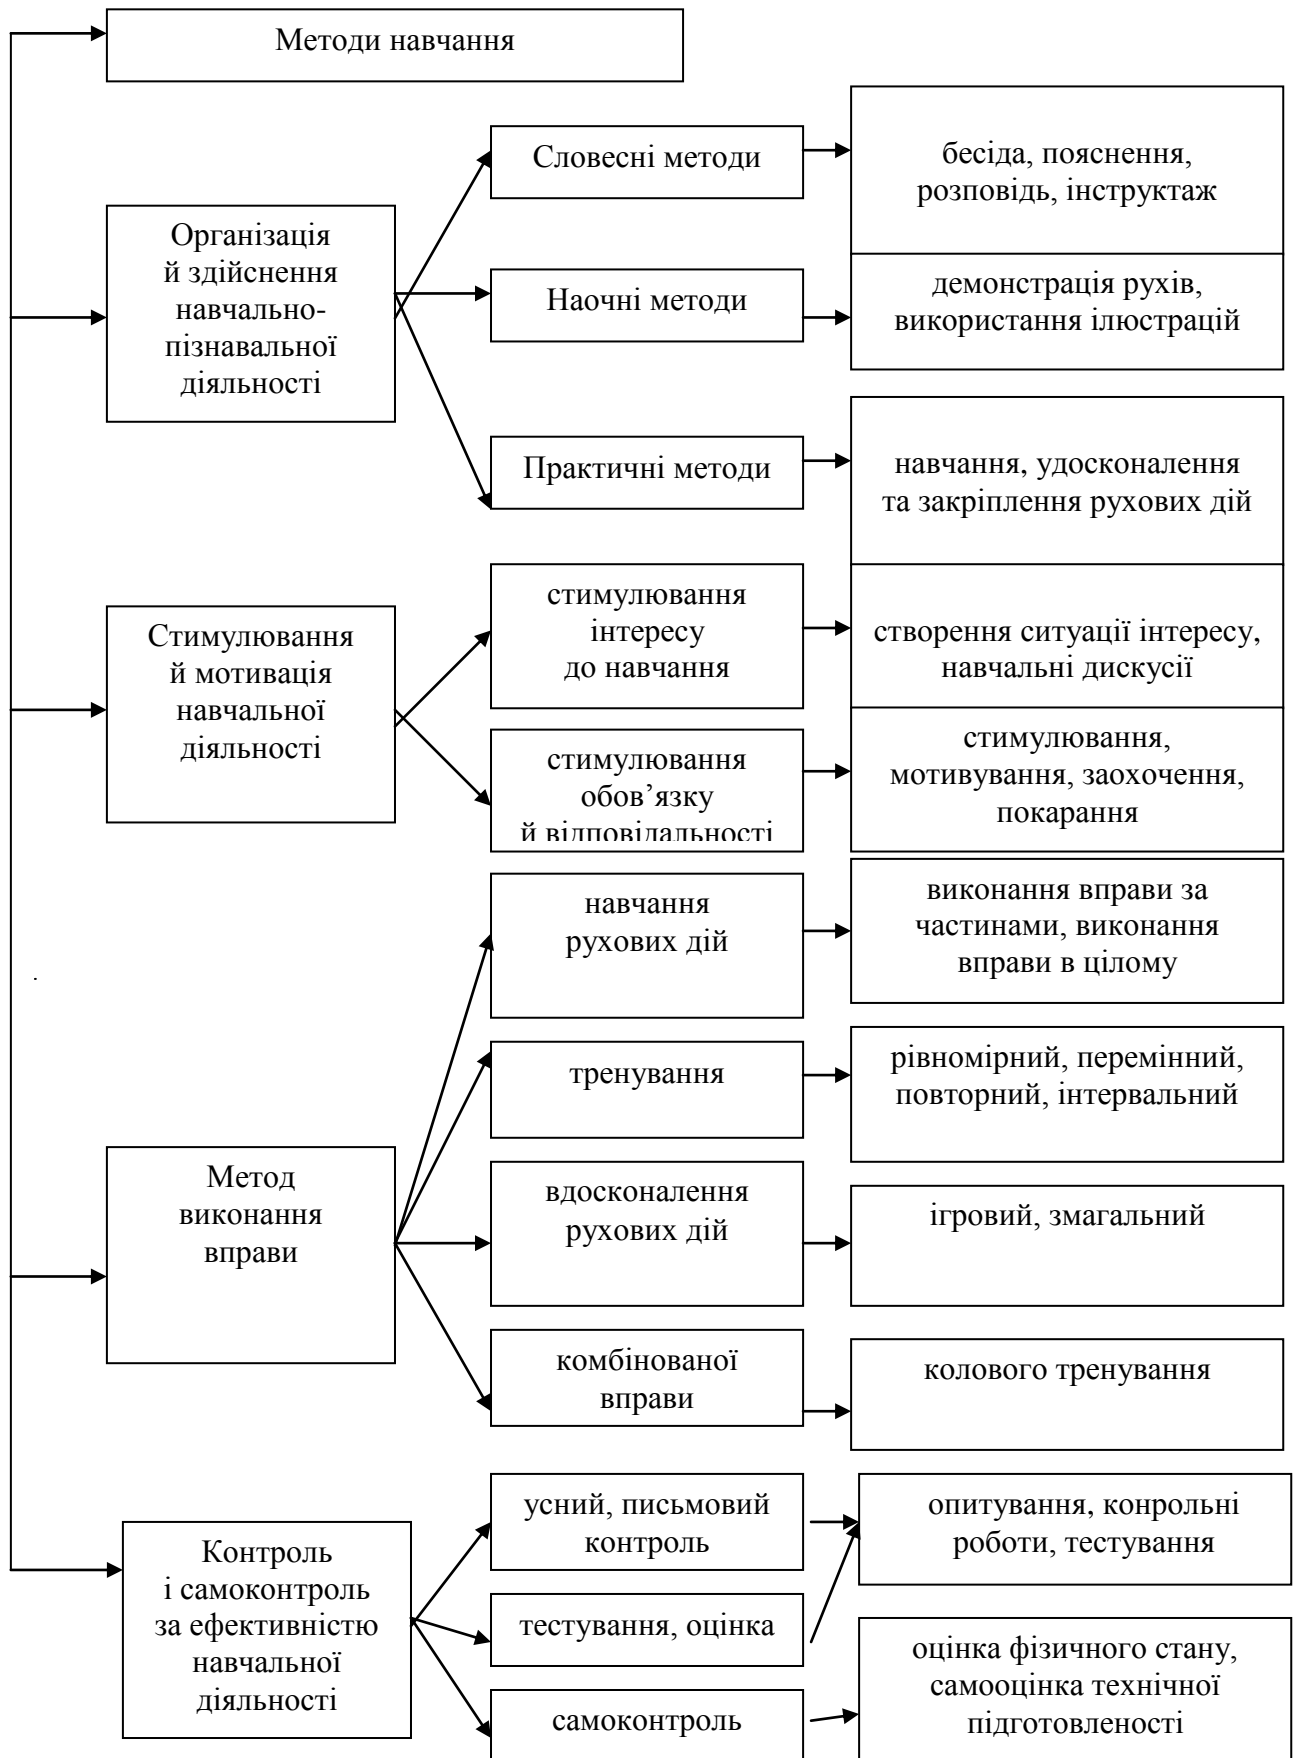 Методи навчання
Словесні методи
бесіда, пояснення,
розповідь, інструктаж
Організація
й здійснення
навчально-
пізнавальної
діяльності
Наочні методи
демонстрація рухів,
використання ілюстрацій
Практичні методи
навчання, удосконалення
та закріплення рухових дій
Стимулювання
й мотивація
навчальної
діяльності
стимулювання
інтересу
до навчання
створення ситуації інтересу,
навчальні дискусії
стимулювання
обов’язку
й відповідальності
стимулювання,
мотивування, заохочення,
покарання
Метод
виконання
вправи
навчання
рухових дій
виконання вправи за
частинами, виконання
вправи в цілому
тренування
рівномірний, перемінний,
повторний, інтервальний
вдосконалення
рухових дій
ігровий, змагальний
комбінованої
вправи
колового тренування
Контроль
і самоконтроль
за ефективністю
навчальної
діяльності
усний, письмовий
контроль
опитування, конрольні
роботи, тестування
тестування, оцінка
самоконтроль
оцінка фізичного стану,
самооцінка технічної
підготовленості